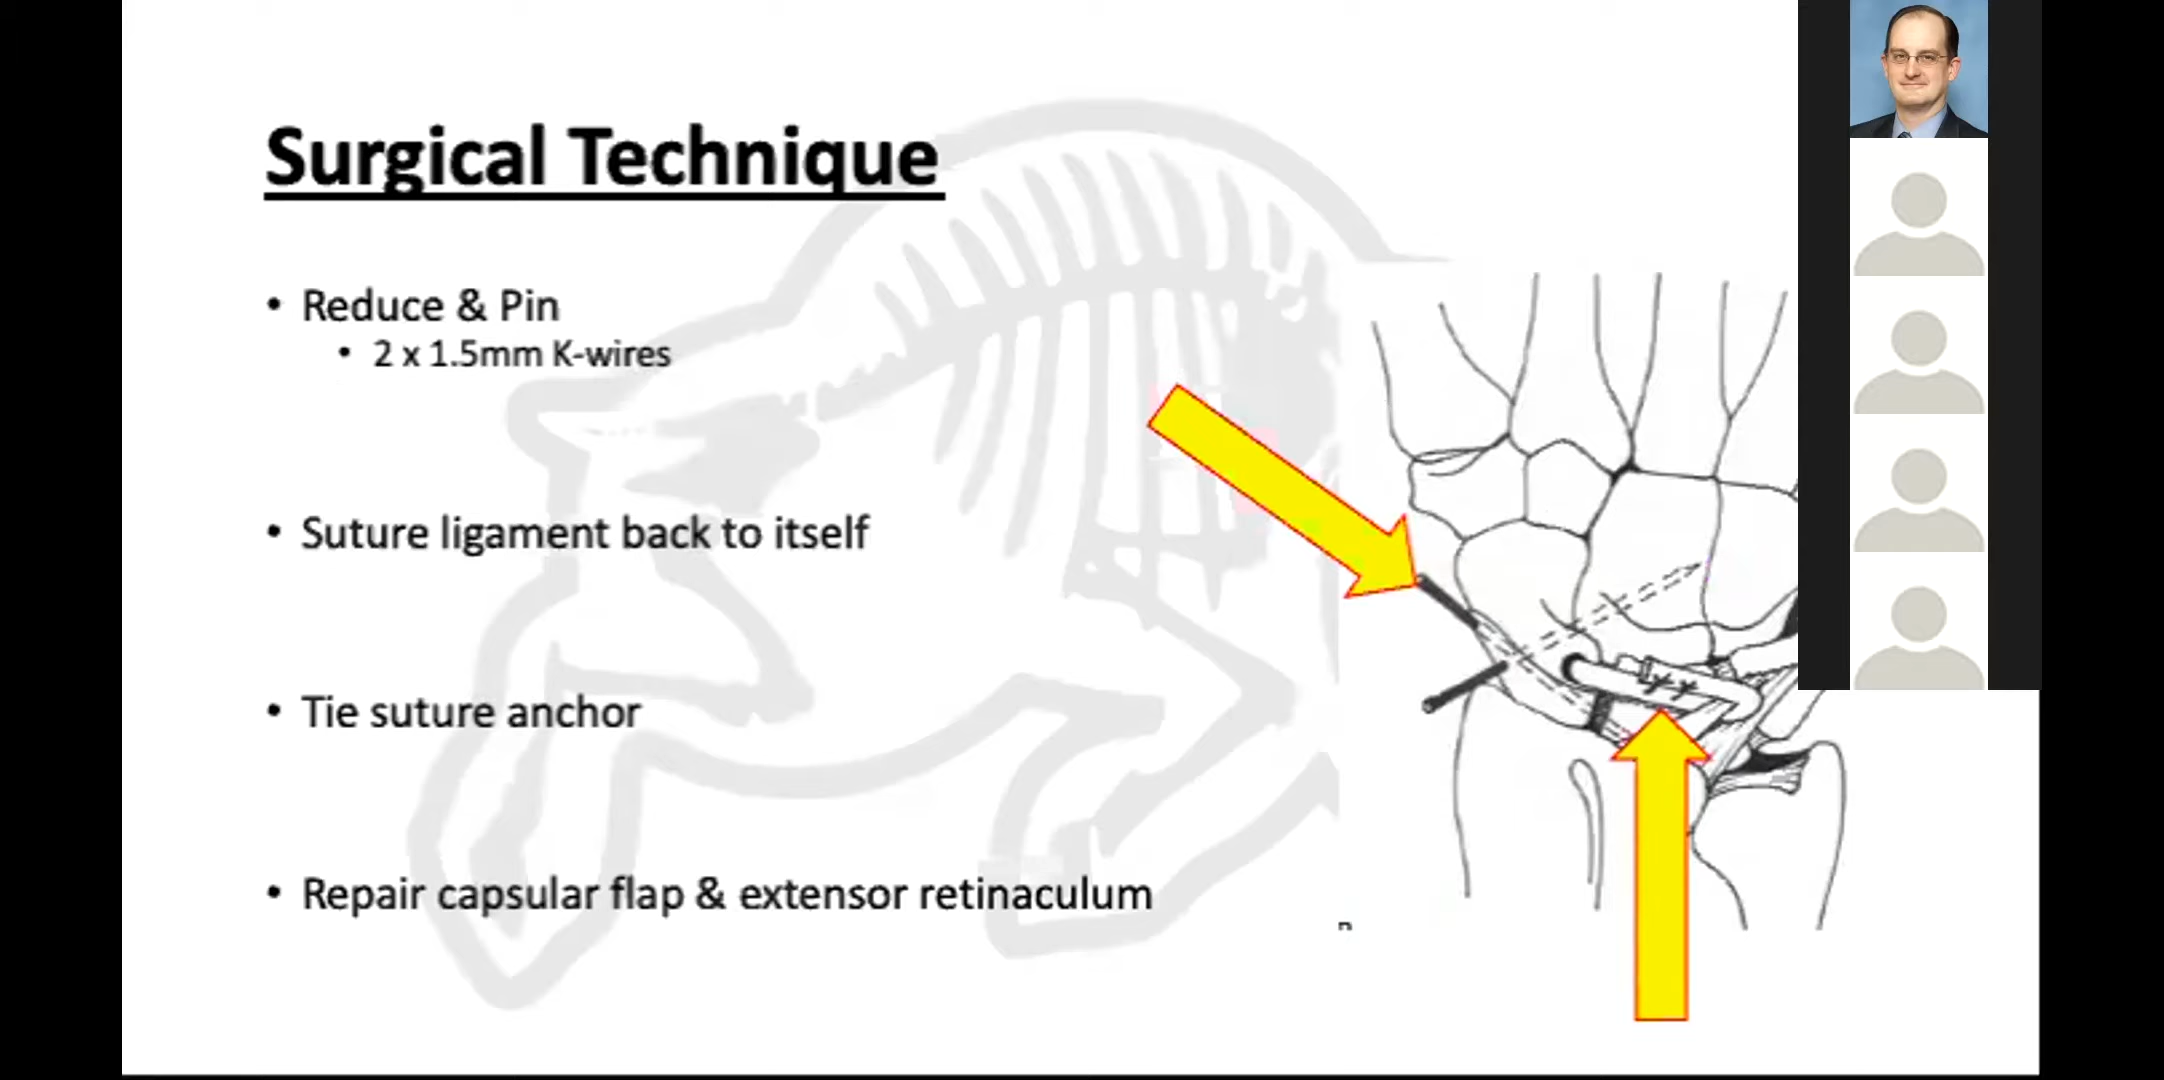 Surgical Technique
• Reduce & Pin
• 2 x 1.5mm K-wires
• Suture ligament back to itself
• Tie suture anchor
• Repair capsular flap & extensor retinaculum